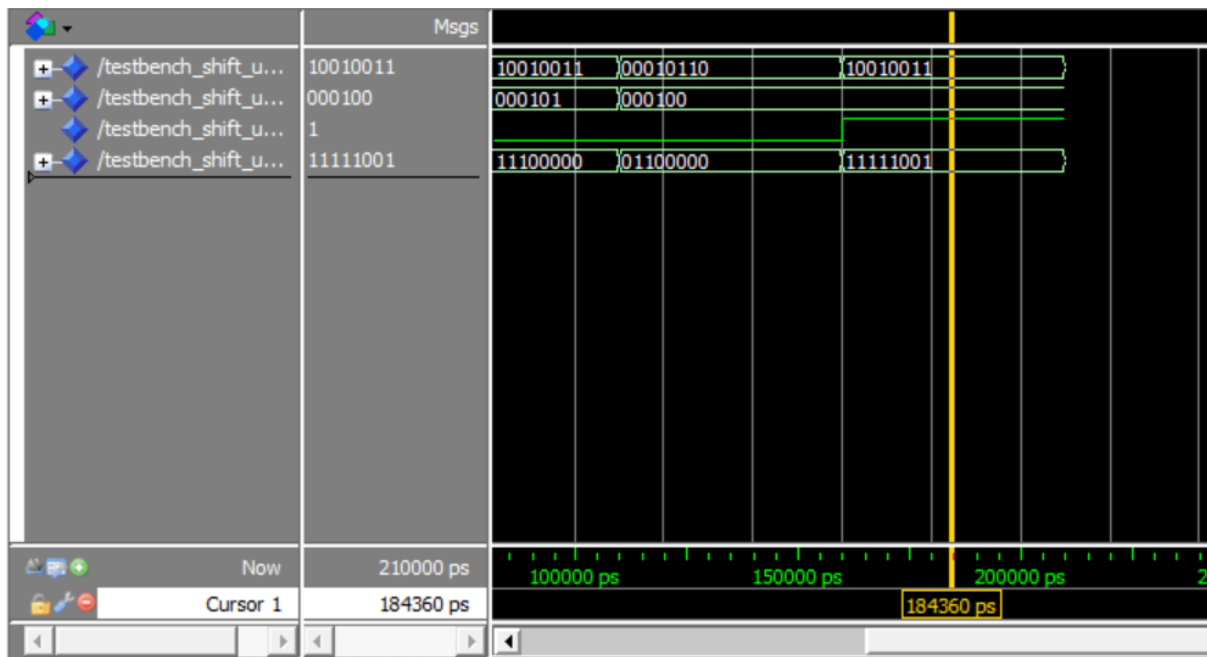 Msgs
/testbench_shift_u... 10010011 10010011 00010110 10010011
/testbench_shift_u... 000100 000101 000100
/testbench_shift_u... 1
/testbench_shift_u... 11111001 11100000 01100000 11111001
Now 210000 ps 100000 ps 150000 ps 200000 ps 2
Cursor 1 184360 ps 184360 ps